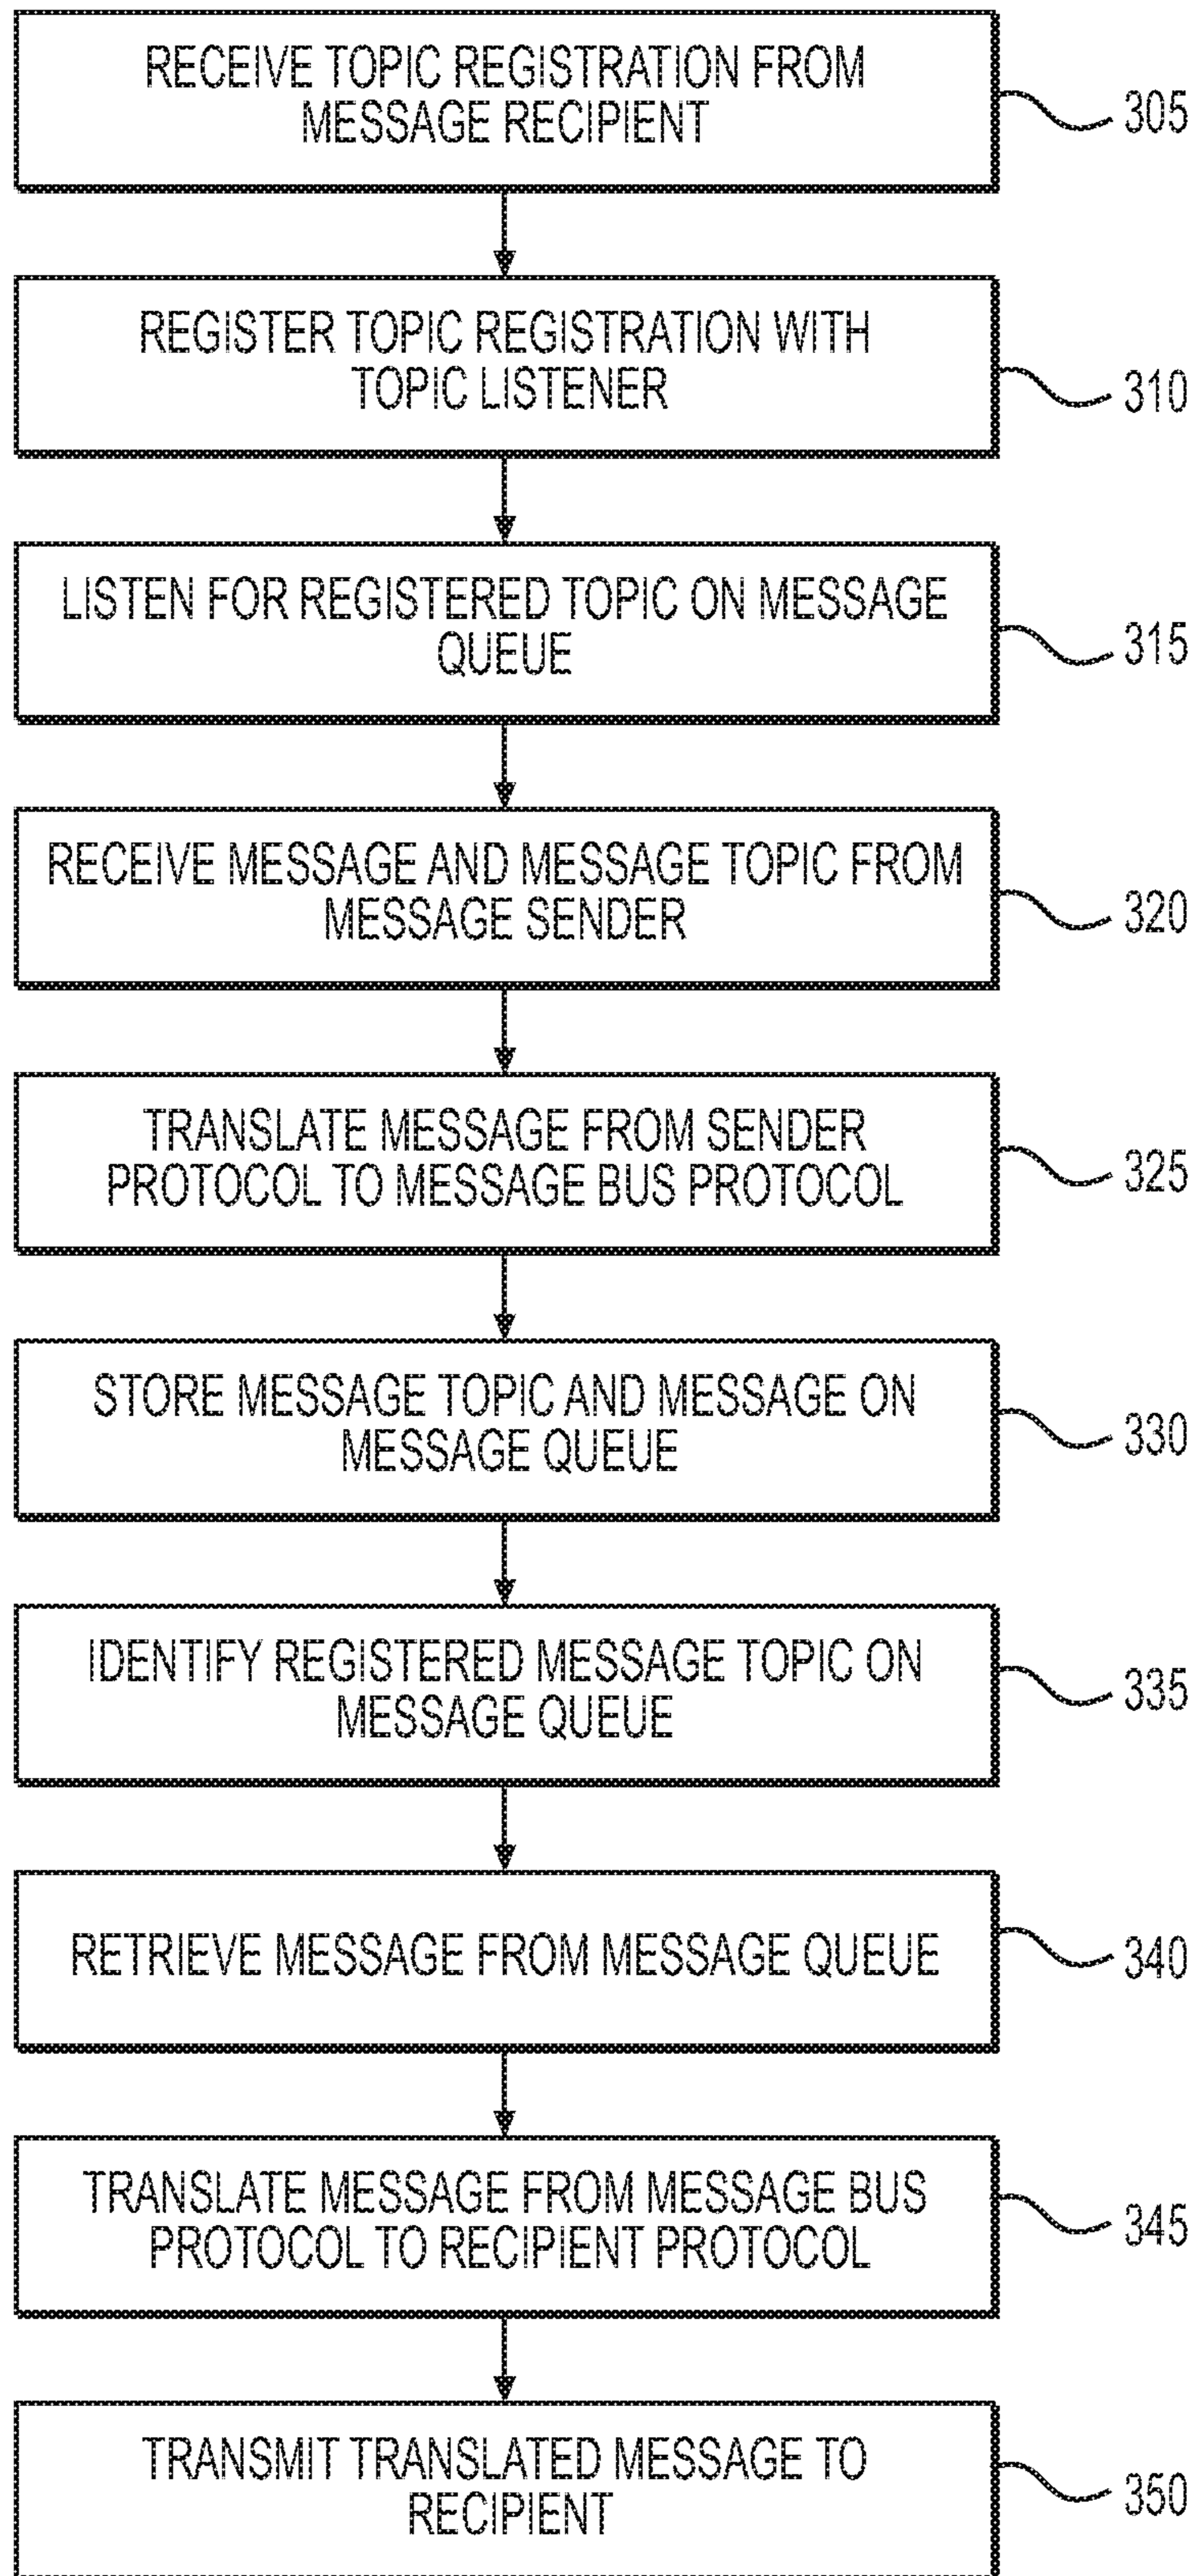 RECEIVE TOPIC REGISTRATION FROM
MESSAGE RECIPIENT
305
REGISTER TOPIC REGISTRATION WITH
TOPIC LISTENER
310
LISTEN FOR REGISTERED TOPIC ON MESSAGE
QUEUE
315
RECEIVE MESSAGE AND MESSAGE TOPIC FROM
MESSAGE SENDER
320
TRANSLATE MESSAGE FROM SENDER
PROTOCOL TO MESSAGE BUS PROTOCOL
325
STORE MESSAGE TOPIC AND MESSAGE ON
MESSAGE QUEUE
330
IDENTIFY REGISTERED MESSAGE TOPIC ON
MESSAGE QUEUE
335
RETRIEVE MESSAGE FROM MESSAGE QUEUE
340
TRANSLATE MESSAGE FROM MESSAGE BUS
PROTOCOL TO RECIPIENT PROTOCOL
345
TRANSMIT TRANSLATED MESSAGE TO
RECIPIENT
350